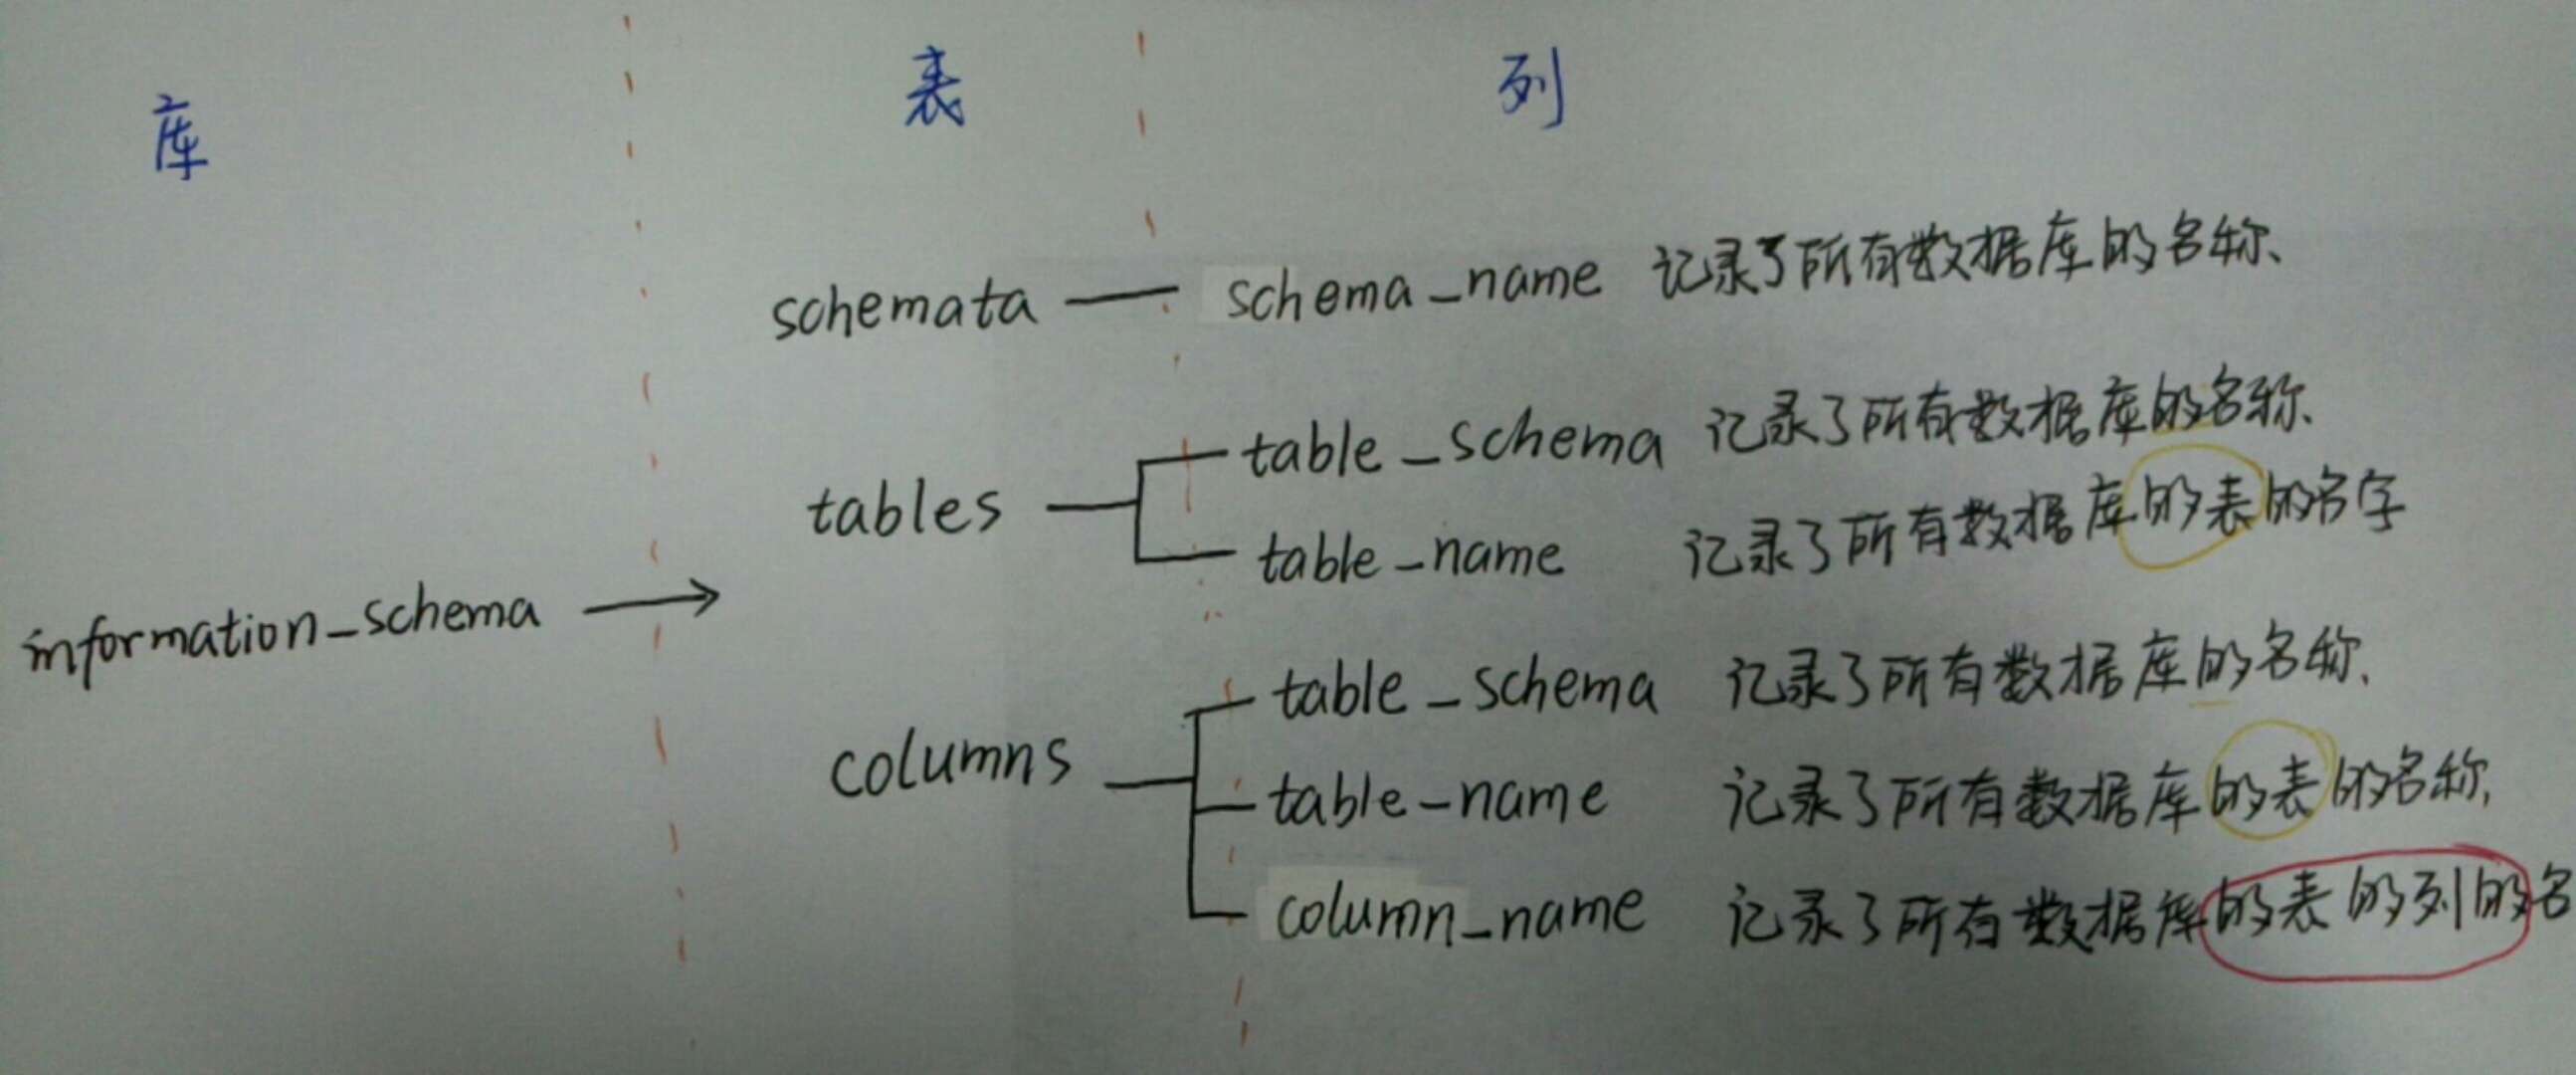 库 表 列
schemata schema_name 记录了所有数据库的名称、
table_schema 记录了所有数据库的名称、
tables
table_name 记录了所有数据库的表的名字
information_schema
table_schema 记录了所有数据库的名称、
columns
table_name 记录了所有数据库的表的名称,
column_name 记录了所有数据库的表的列的名